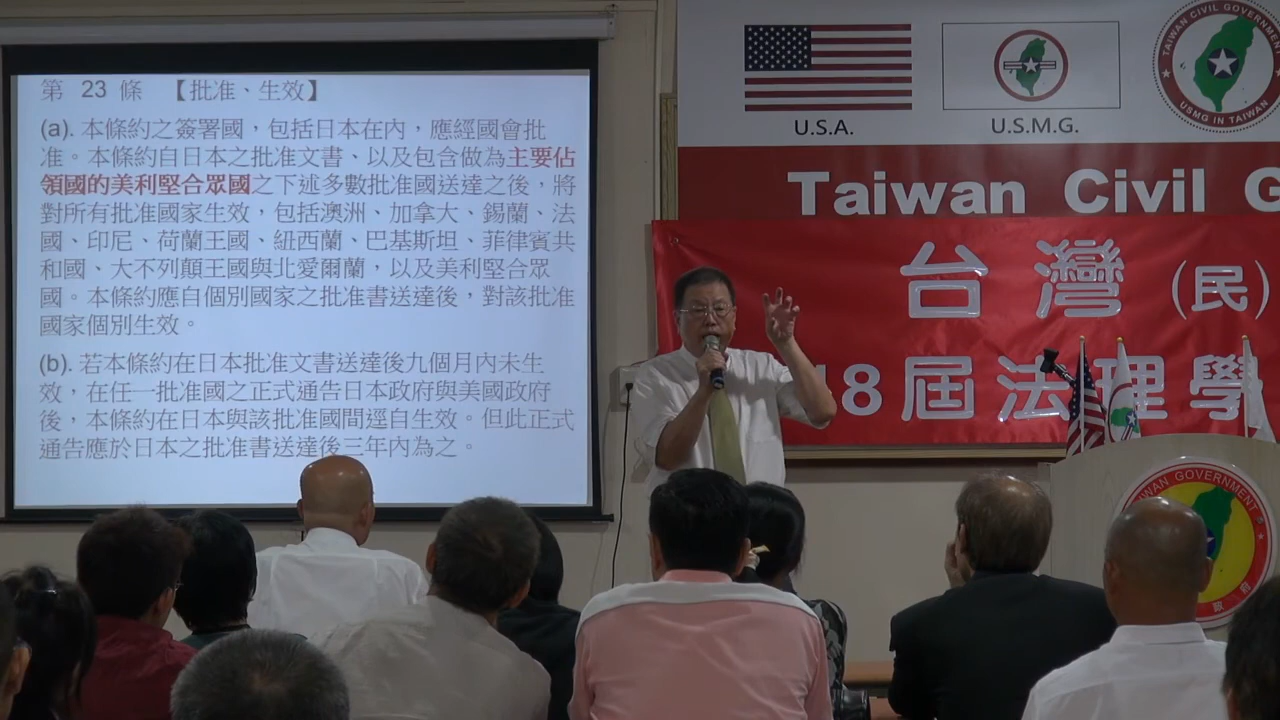 第 23 條 【批准、生效】
(a). 本條約之簽署國，包括日本在內，應經國會批
准。本條約自日本之批准文書、以及包含做為主要佔
領國的美利堅合眾國之下述多數批准國送達之後，將
對所有批准國家生效，包括澳洲、加拿大、錫蘭、法
國、印尼、荷蘭王國、紐西蘭、巴基斯坦、菲律賓共
和國、大不列顛王國與北愛爾蘭，以及美利堅合眾
國。本條約應自個別國家之批准書送達後，對該批准
國家個別生效。
(b). 若本條約在日本批准文書送達後九個月內未生
效，在任一批准國之正式通告日本政府與美國政府
後，本條約在日本與該批准國間逕自生效。但此正式
通告應於日本之批准書送達後三年內為之。
U.S.A.
U.S.M.G.
TAIWAN CIVIL GOVERNMENT
USMG IN TAIWAN
Taiwan Civil G
台灣(民)
18屆法理學
WAN GOVERNMENT
政府